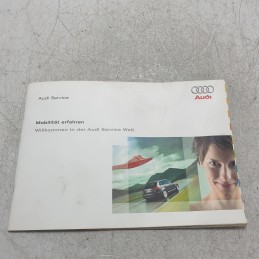 Audi Service
Audi
Mobilität erfahren
Willkommen in der Audi Service Welt